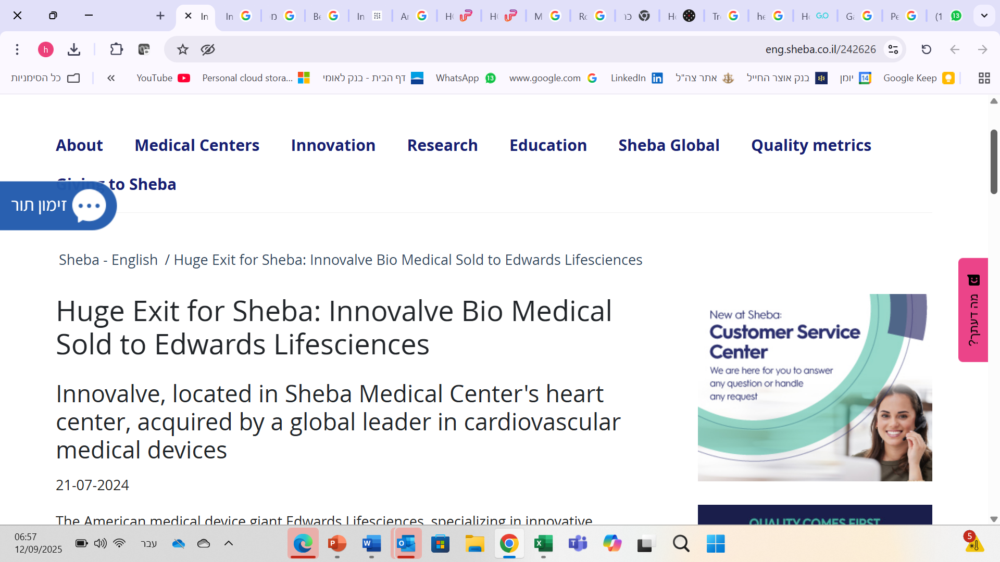 In
In
מ
Be
In
Ar
HO
HO
M
Ro
כר
Ho
Tr
he
Ho
GO
Ga
Pe
(1
13
h
eng.sheba.co.il/242626
כל הסימניות
»
YouTube
Personal cloud stora...
דף הבית - בנק לאומי
WhatsApp
13
www.google.com
LinkedIn
אתר צה"ל
בנק אוצר החייל
יומן
14
Google Keep
About
Medical Centers
Innovation
Research
Education
Sheba Global
Quality metrics
Giving to Sheba
זימון תור
Sheba - English / Huge Exit for Sheba: Innovalve Bio Medical Sold to Edwards Lifesciences
Huge Exit for Sheba: Innovalve Bio Medical
Sold to Edwards Lifesciences
Innovalve, located in Sheba Medical Center's heart
center, acquired by a global leader in cardiovascular
medical devices
21-07-2024
The American medical device giant Edwards Lifesciences, specializing in innovative
New at Sheba:
Customer Service
Center
We are here for you to answer
any question or handle
any request
מה דעתך?
QUALITY COMES FIRST
06:57
12/09/2025
עבר
5